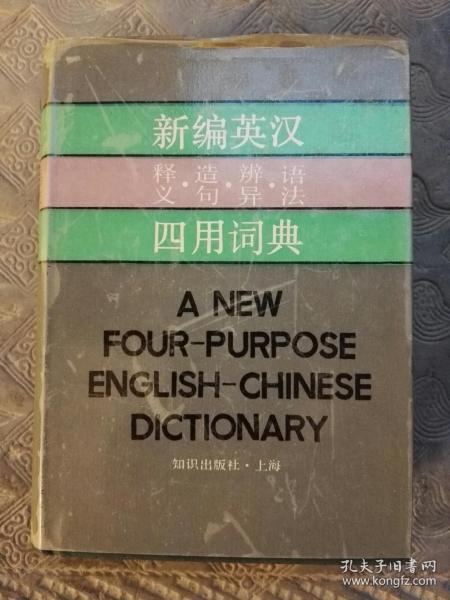 新编英汉
释义·造句·辨异·语法
四用词典
A NEW
FOUR-PURPOSE
ENGLISH-CHINESE
DICTIONARY
知识出版社·上海
孔夫子旧书网
www.kongfz.com